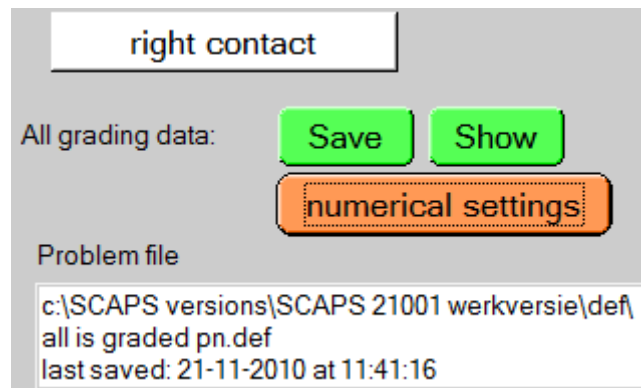 right contact
All grading data: Save Show
numerical settings
Problem file
c:\SCAPS versions\SCAPS 21001 werkversie\def\
all is graded pn.def
last saved: 21-11-2010 at 11:41:16